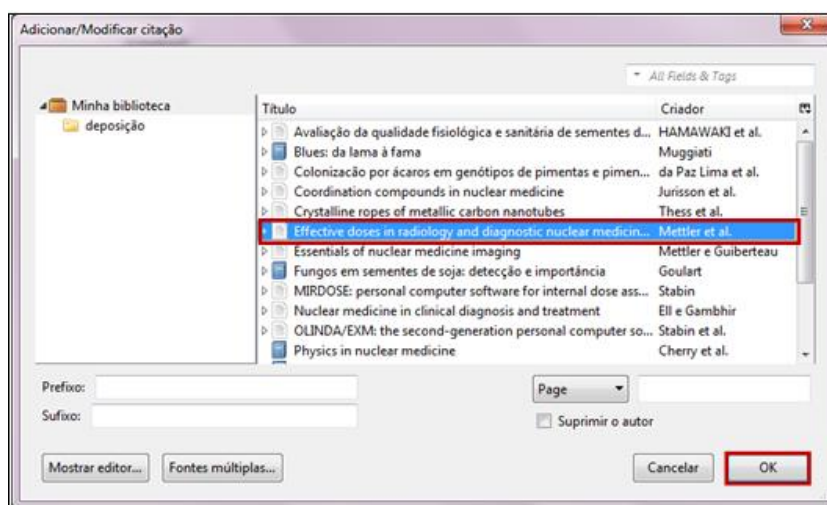 Adicionar/Modificar citação
All Fields & Tags
Minha biblioteca
deposição
Título Criador
Avaliação da qualidade fisiológica e sanitária de sementes d... HAMAWAKI et al.
Blues: da lama à fama Muggiati
Colonizacão por ácaros em genótipos de pimentas e pimen... da Paz Lima et al.
Coordination compounds in nuclear medicine Jurisson et al.
Crystalline ropes of metallic carbon nanotubes Thess et al.
Effective doses in radiology and diagnostic nuclear medicin... Mettler et al.
Essentials of nuclear medicine imaging Mettler e Guiberteau
Fungos em sementes de soja: detecção e importância Goulart
MIRDOSE: personal computer software for internal dose ass... Stabin
Nuclear medicine in clinical diagnosis and treatment Ell e Gambhir
OLINDA/EXM: the second-generation personal computer so... Stabin et al.
Physics in nuclear medicine Cherry et al.
Prefixo: Page
Sufixo: Suprimir o autor
Mostrar editor... Fontes múltiplas... Cancelar OK